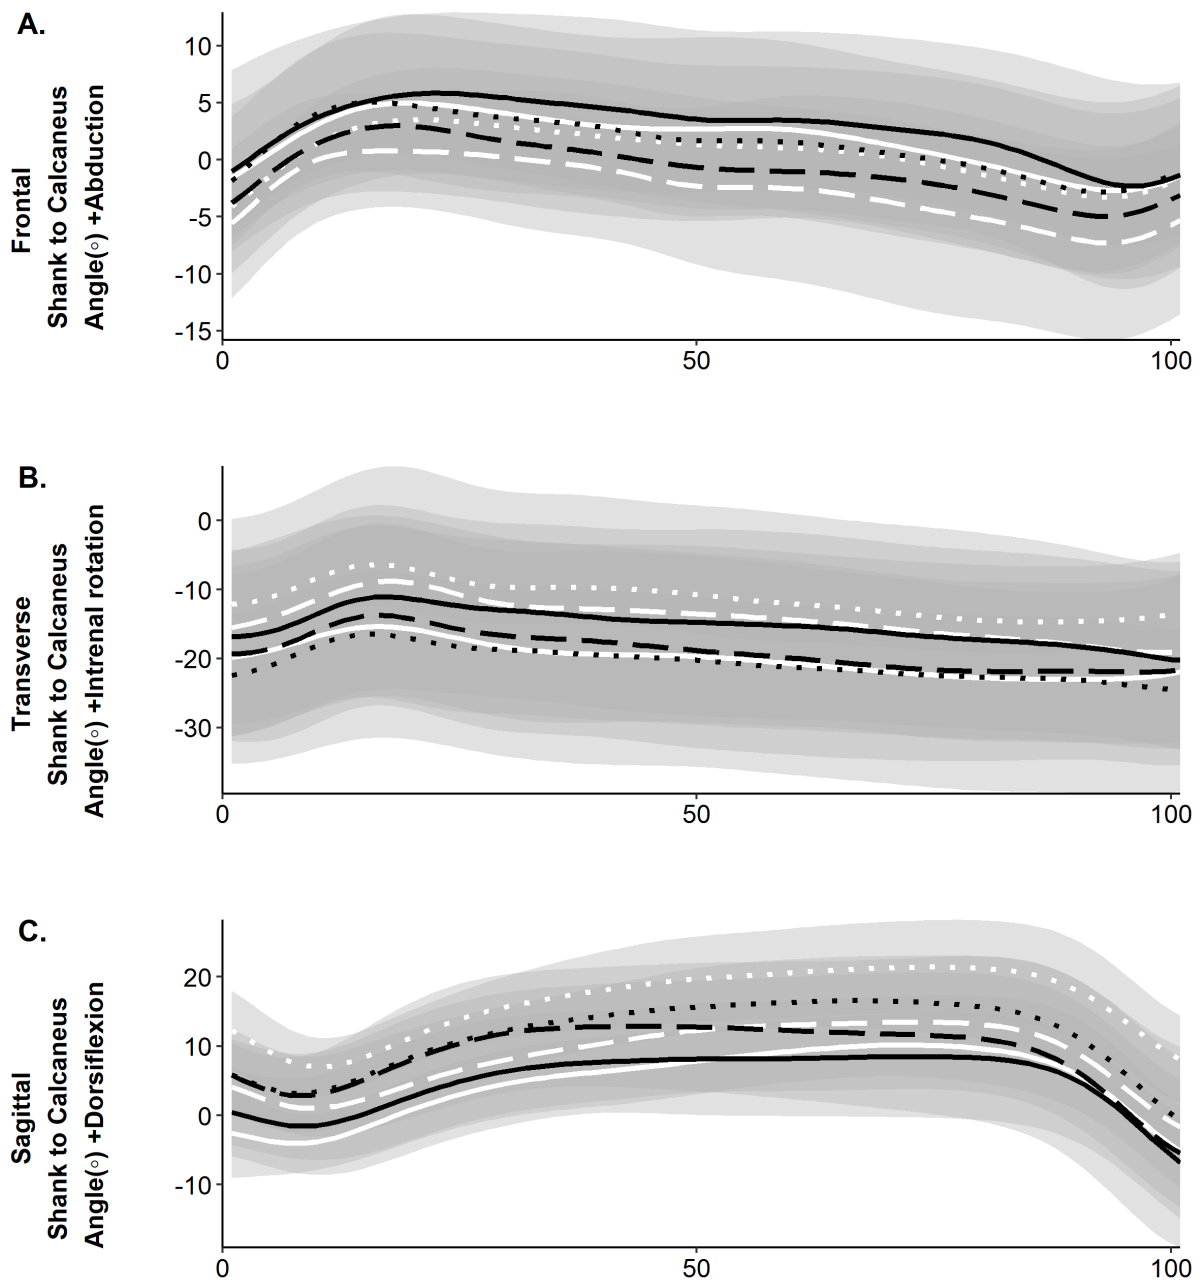 A.
Frontal
Shank to Calcaneus
Angle(○) +Abduction
10
5
0
-5
-10
-15
0
50
100
B.
Transverse
Shank to Calcaneus
Angle(○) +Intrenal rotation
0
-10
-20
-30
0
50
100
C.
Sagittal
Shank to Calcaneus
Angle(○) +Dorsiflexion
20
10
0
-10
0
50
100